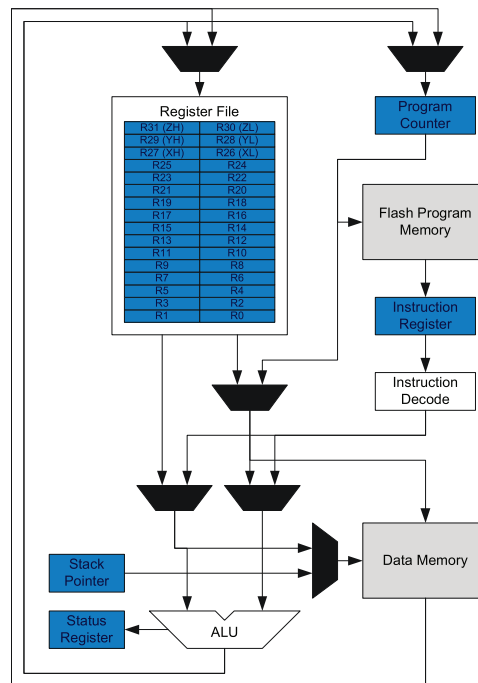 Register File
R31 (ZH) R30 (ZL)
R29 (YH) R28 (YL)
R27 (XH) R26 (XL)
R25 R24
R23 R22
R21 R20
R19 R18
R17 R16
R15 R14
R13 R12
R11 R10
R9 R8
R7 R6
R5 R4
R3 R2
R1 R0
Program
Counter
Flash Program
Memory
Instruction
Register
Instruction
Decode
Data Memory
Stack
Pointer
Status
Register
ALU